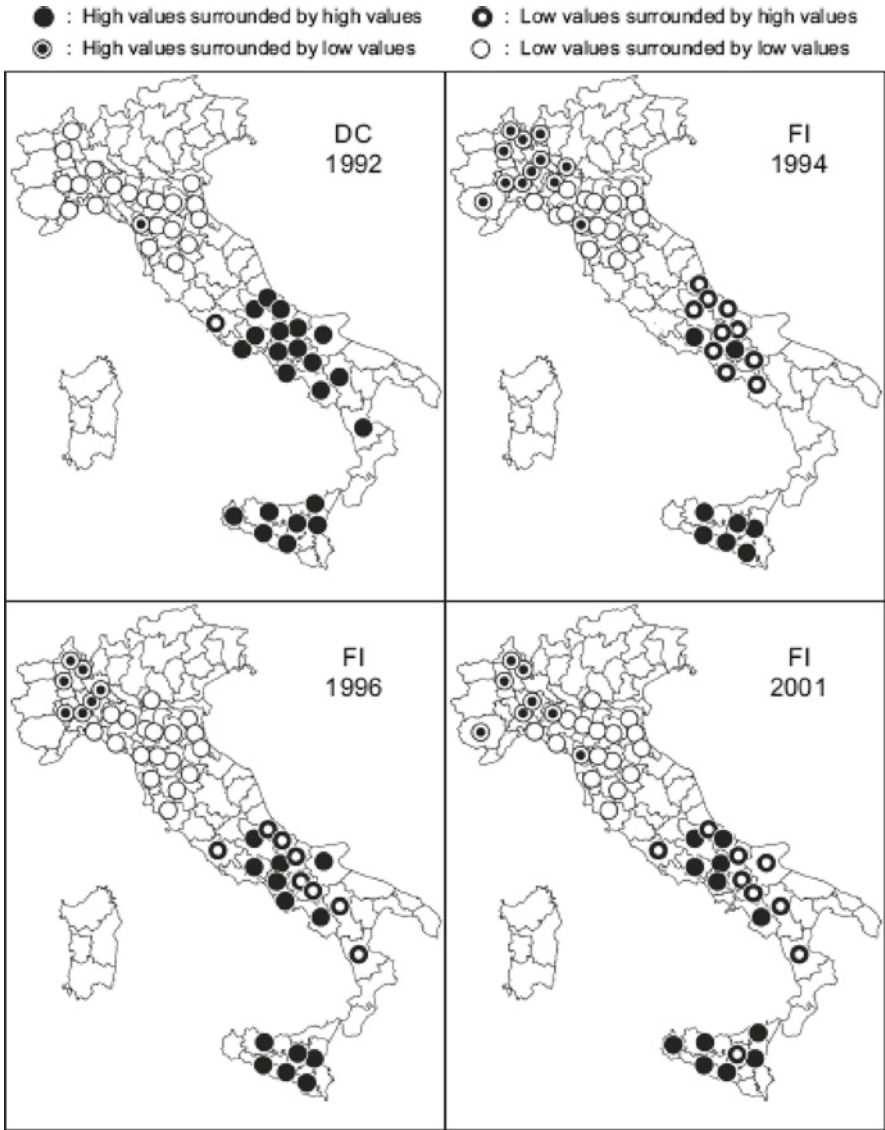 : High values surrounded by high values : Low values surrounded by high values
: High values surrounded by low values : Low values surrounded by low values
DC
1992
FI
1994
FI
1996
FI
2001